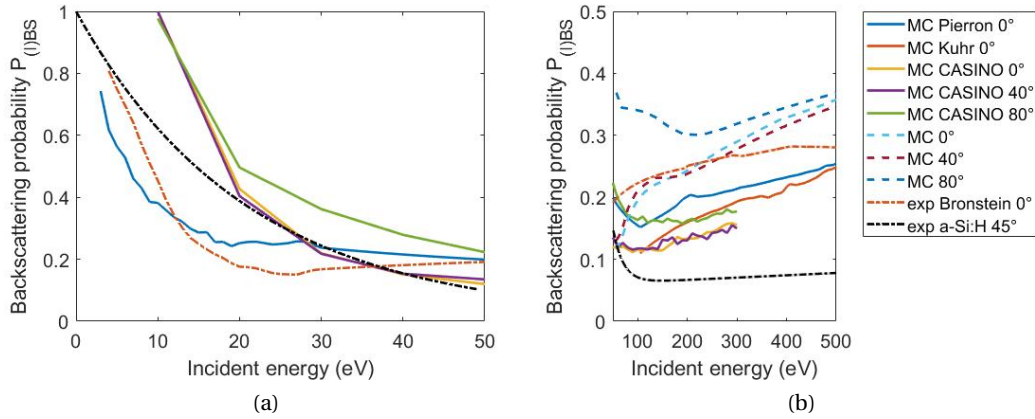 Backscattering probability P(I)BS
1
0.8
0.6
0.4
0.2
0
0 10 20 30 40 50
Incident energy (eV)
(a)
Backscattering probability P(I)BS
0.5
0.4
0.3
0.2
0.1
0
100 200 300 400 500
Incident energy (eV)
(b)
MC Pierron 0°
MC Kuhr 0°
MC CASINO 0°
MC CASINO 40°
MC CASINO 80°
MC 0°
MC 40°
MC 80°
exp Bronstein 0°
exp a-Si:H 45°